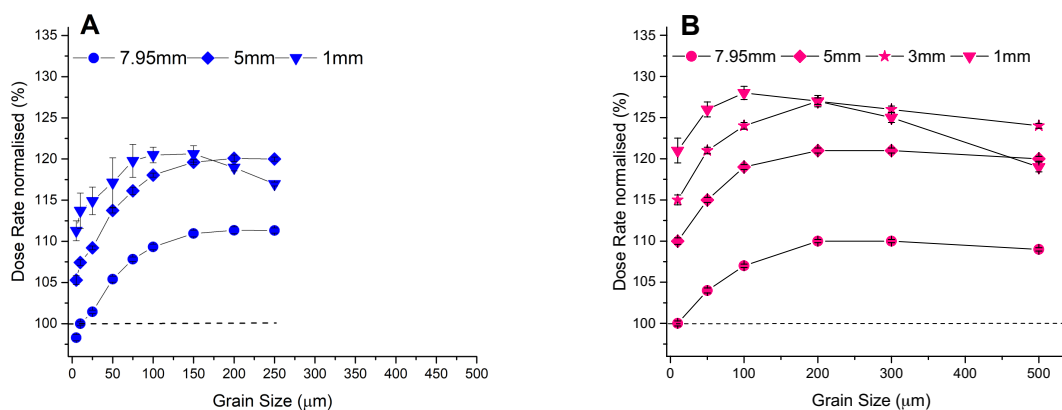 A
7.95mm 5mm 1mm
Dose Rate normalised (%)
135
130
125
120
115
110
105
100
0 50 100 150 200 250 300 350 400 450 500
Grain Size (μm)
B
7.95mm 5mm 3mm 1mm
Dose Rate normalised (%)
135
130
125
120
115
110
105
100
0 100 200 300 400 500
Grain Size (μm)